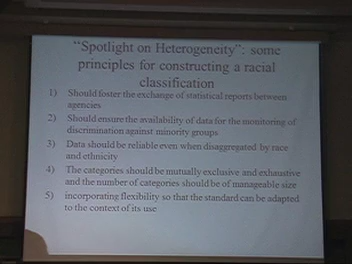 “Spotlight on Heterogeneity”: some
principles for constructing a racial
classification
1) Should foster the exchange of statistical reports between
agencies
2) Should ensure the availability of data for the monitoring of
discrimination against minority groups
3) Data should be reliable even when disaggregated by race
and ethnicity
4) The categories should be mutually exclusive and exhaustive
and the number of categories should be of manageable size
5) incorporating flexibility so that the standard can be adapted
to the context of its use